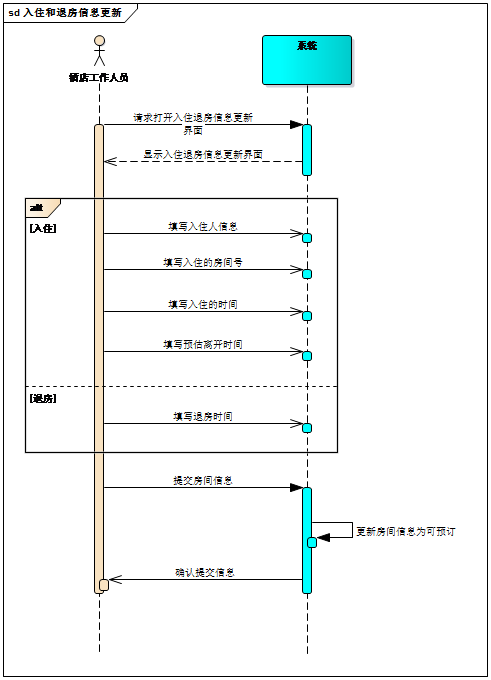 sd 入住和退房信息更新
系统
酒店工作人员
请求打开入住退房信息更新
界面
显示入住退房信息更新界面
alt
[入住]
填写入住人信息
填写入住的房间号
填写入住的时间
填写预估离开时间
[退房]
填写退房时间
提交房间信息
更新房间信息为可预订
确认提交信息